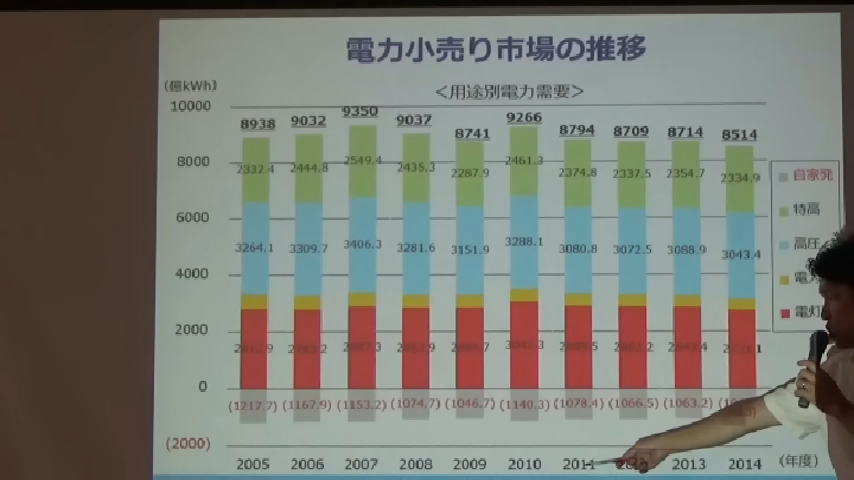 電力小売り市場の推移
(億kWh)
<用途別電力需要>
10000
8000
6000
4000
2000
0
(2000)
8938 9032 9350 9037 8741 9266 8794 8709 8714 8514
2332.4 2444.8 2549.4 2435.3 2287.9 2461.3 2374.8 2337.5 2354.7 2334.9
3264.1 3309.7 3406.3 3281.6 3151.9 3288.1 3080.8 3072.5 3088.9 3043.4
(1217.7) (1167.9) (1153.2) (1074.7) (1046.7) (1140.3) (1078.4) (1066.5) (1063.2)
2005 2006 2007 2008 2009 2010 2011 2013 2014 (年度)
自家発
特高
高圧
電灯